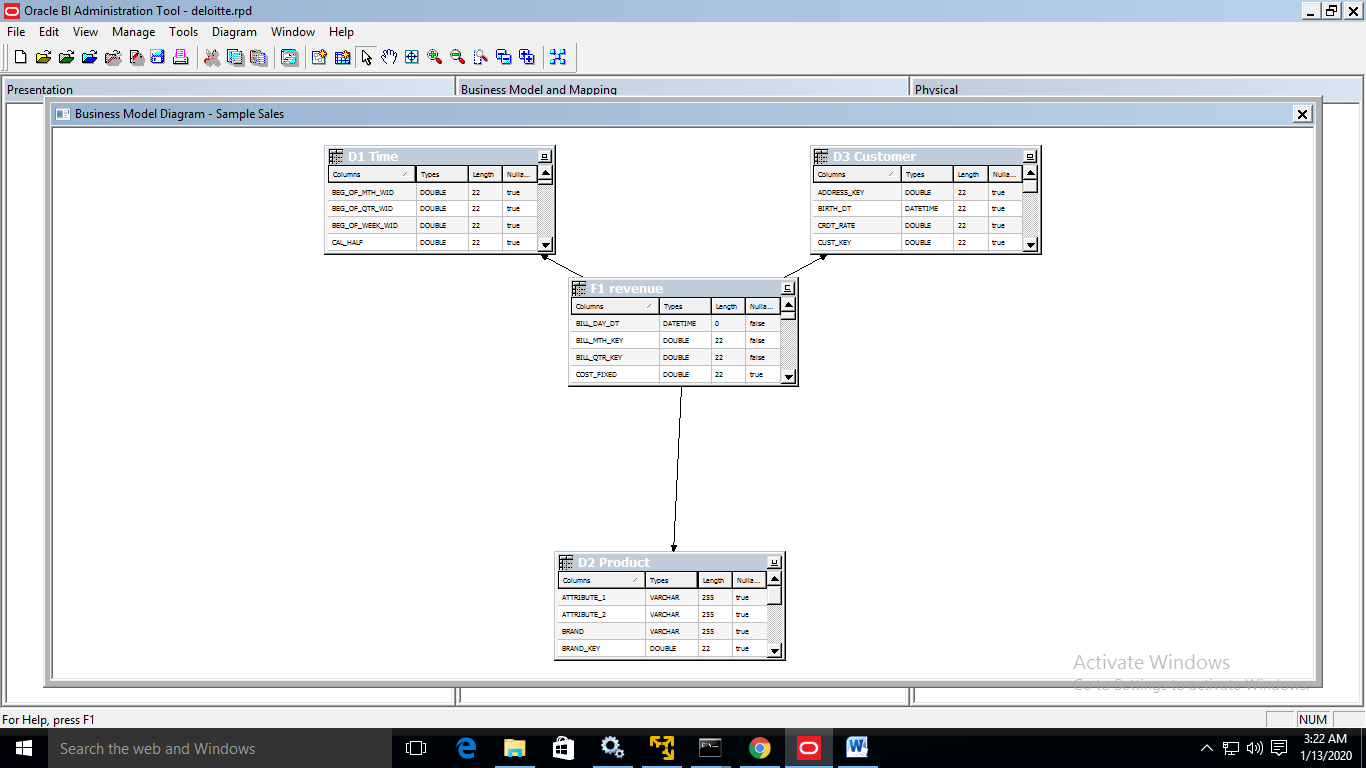 Oracle BI Administration Tool - deloitte.rpd
File Edit View Manage Tools Diagram Window Help
Presentation Business Model and Mapping Physical
Business Model Diagram - Sample Sales
D1 Time
Columns Types Length Nulla...
BEG_OF_MTH_WID DOUBLE 22 true
BEG_OF_QTR_WID DOUBLE 22 true
BEG_OF_WEEK_WID DOUBLE 22 true
CAL_HALF DOUBLE 22 true
D3 Customer
Columns Types Length Nulla...
ADDRESS_KEY DOUBLE 22 true
BIRTH_DT DATETIME 22 true
CRDT_RATE DOUBLE 22 true
CUST_KEY DOUBLE 22 true
F1 revenue
Columns Types Length Nulla...
BILL_DAY_DT DATETIME 0 false
BILL_MTH_KEY DOUBLE 22 false
BILL_QTR_KEY DOUBLE 22 false
COST_FIXED DOUBLE 22 true
D2 Product
Columns Types Length Nulla...
ATTRIBUTE_1 VARCHAR 255 true
ATTRIBUTE_2 VARCHAR 255 true
BRAND VARCHAR 255 true
BRAND_KEY DOUBLE 22 true
Activate Windows
Go to Settings to activate Windows.
For Help, press F1 NUM
Search the web and Windows
3:22 AM
1/13/2020